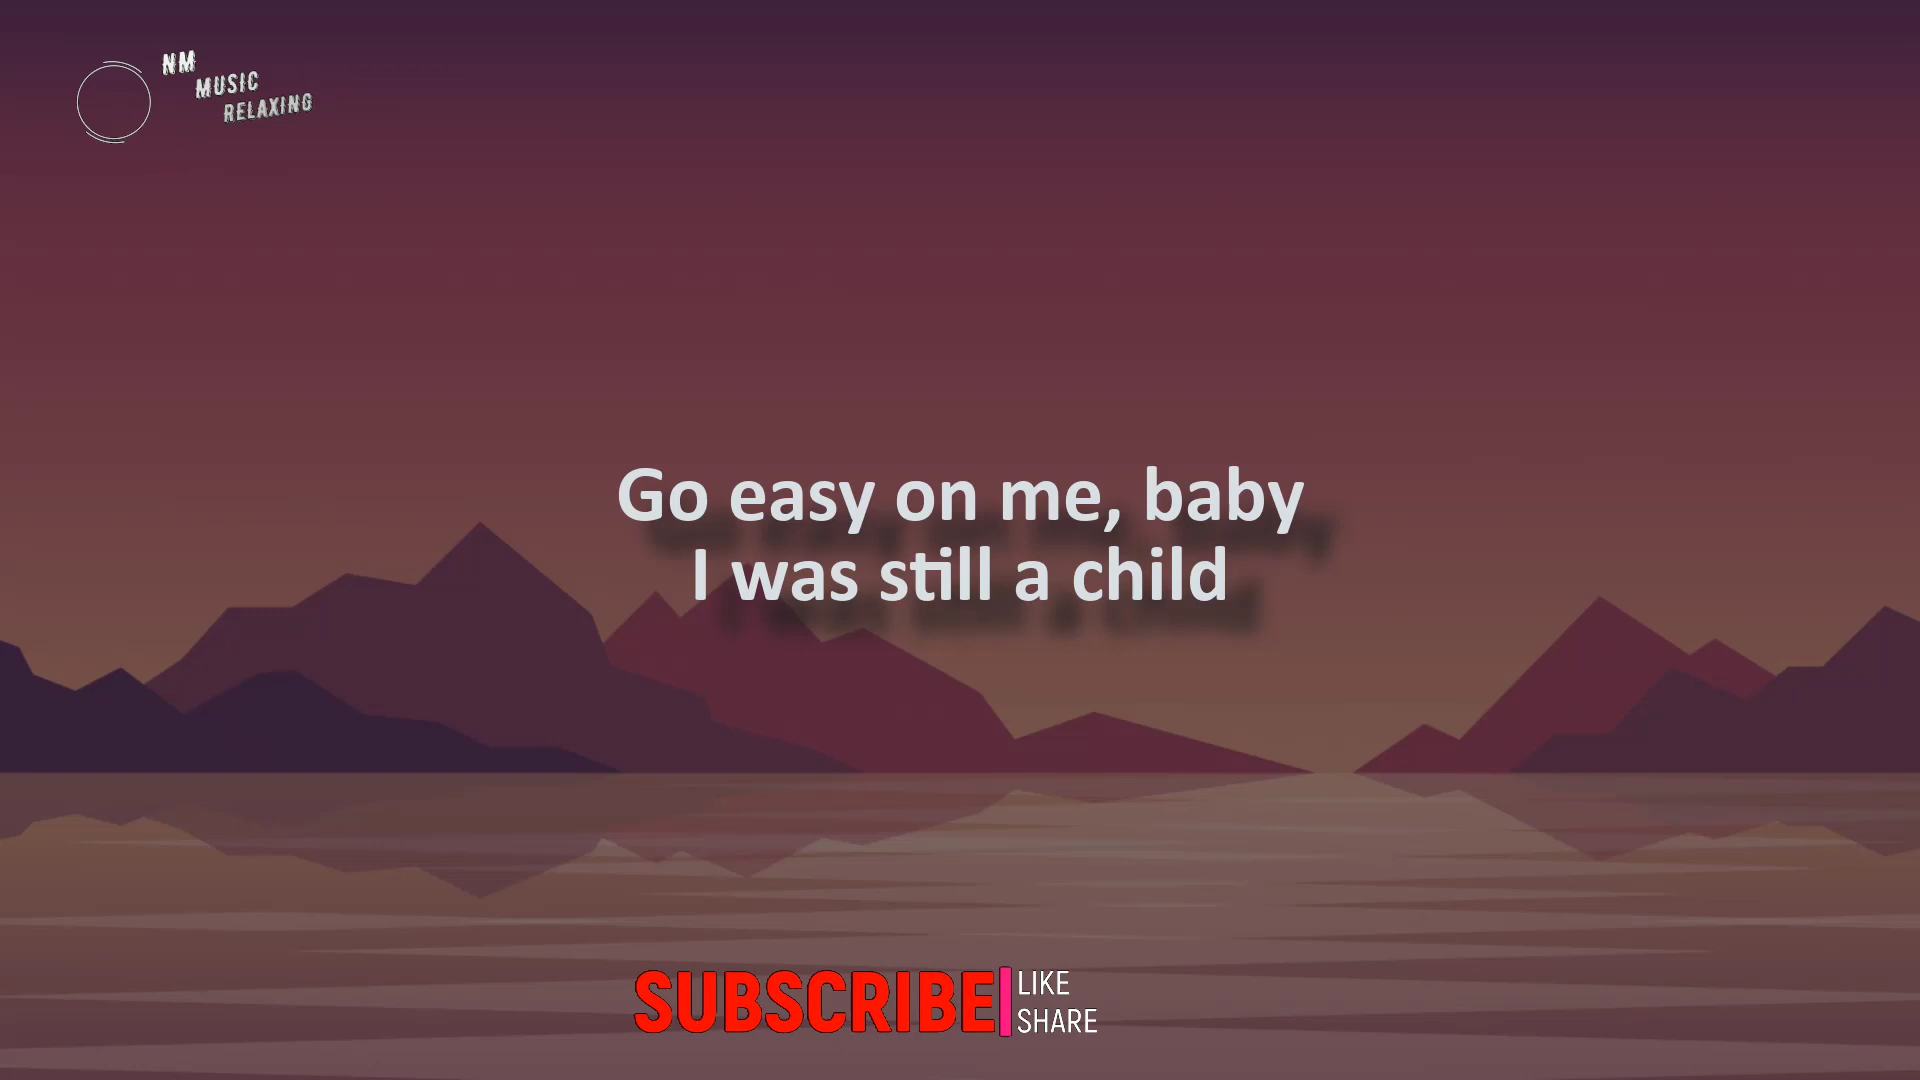 NM
MUSIC
RELAXING
Go easy on me, baby
I was still a child
SUBSCRIBE
LIKE
SHARE